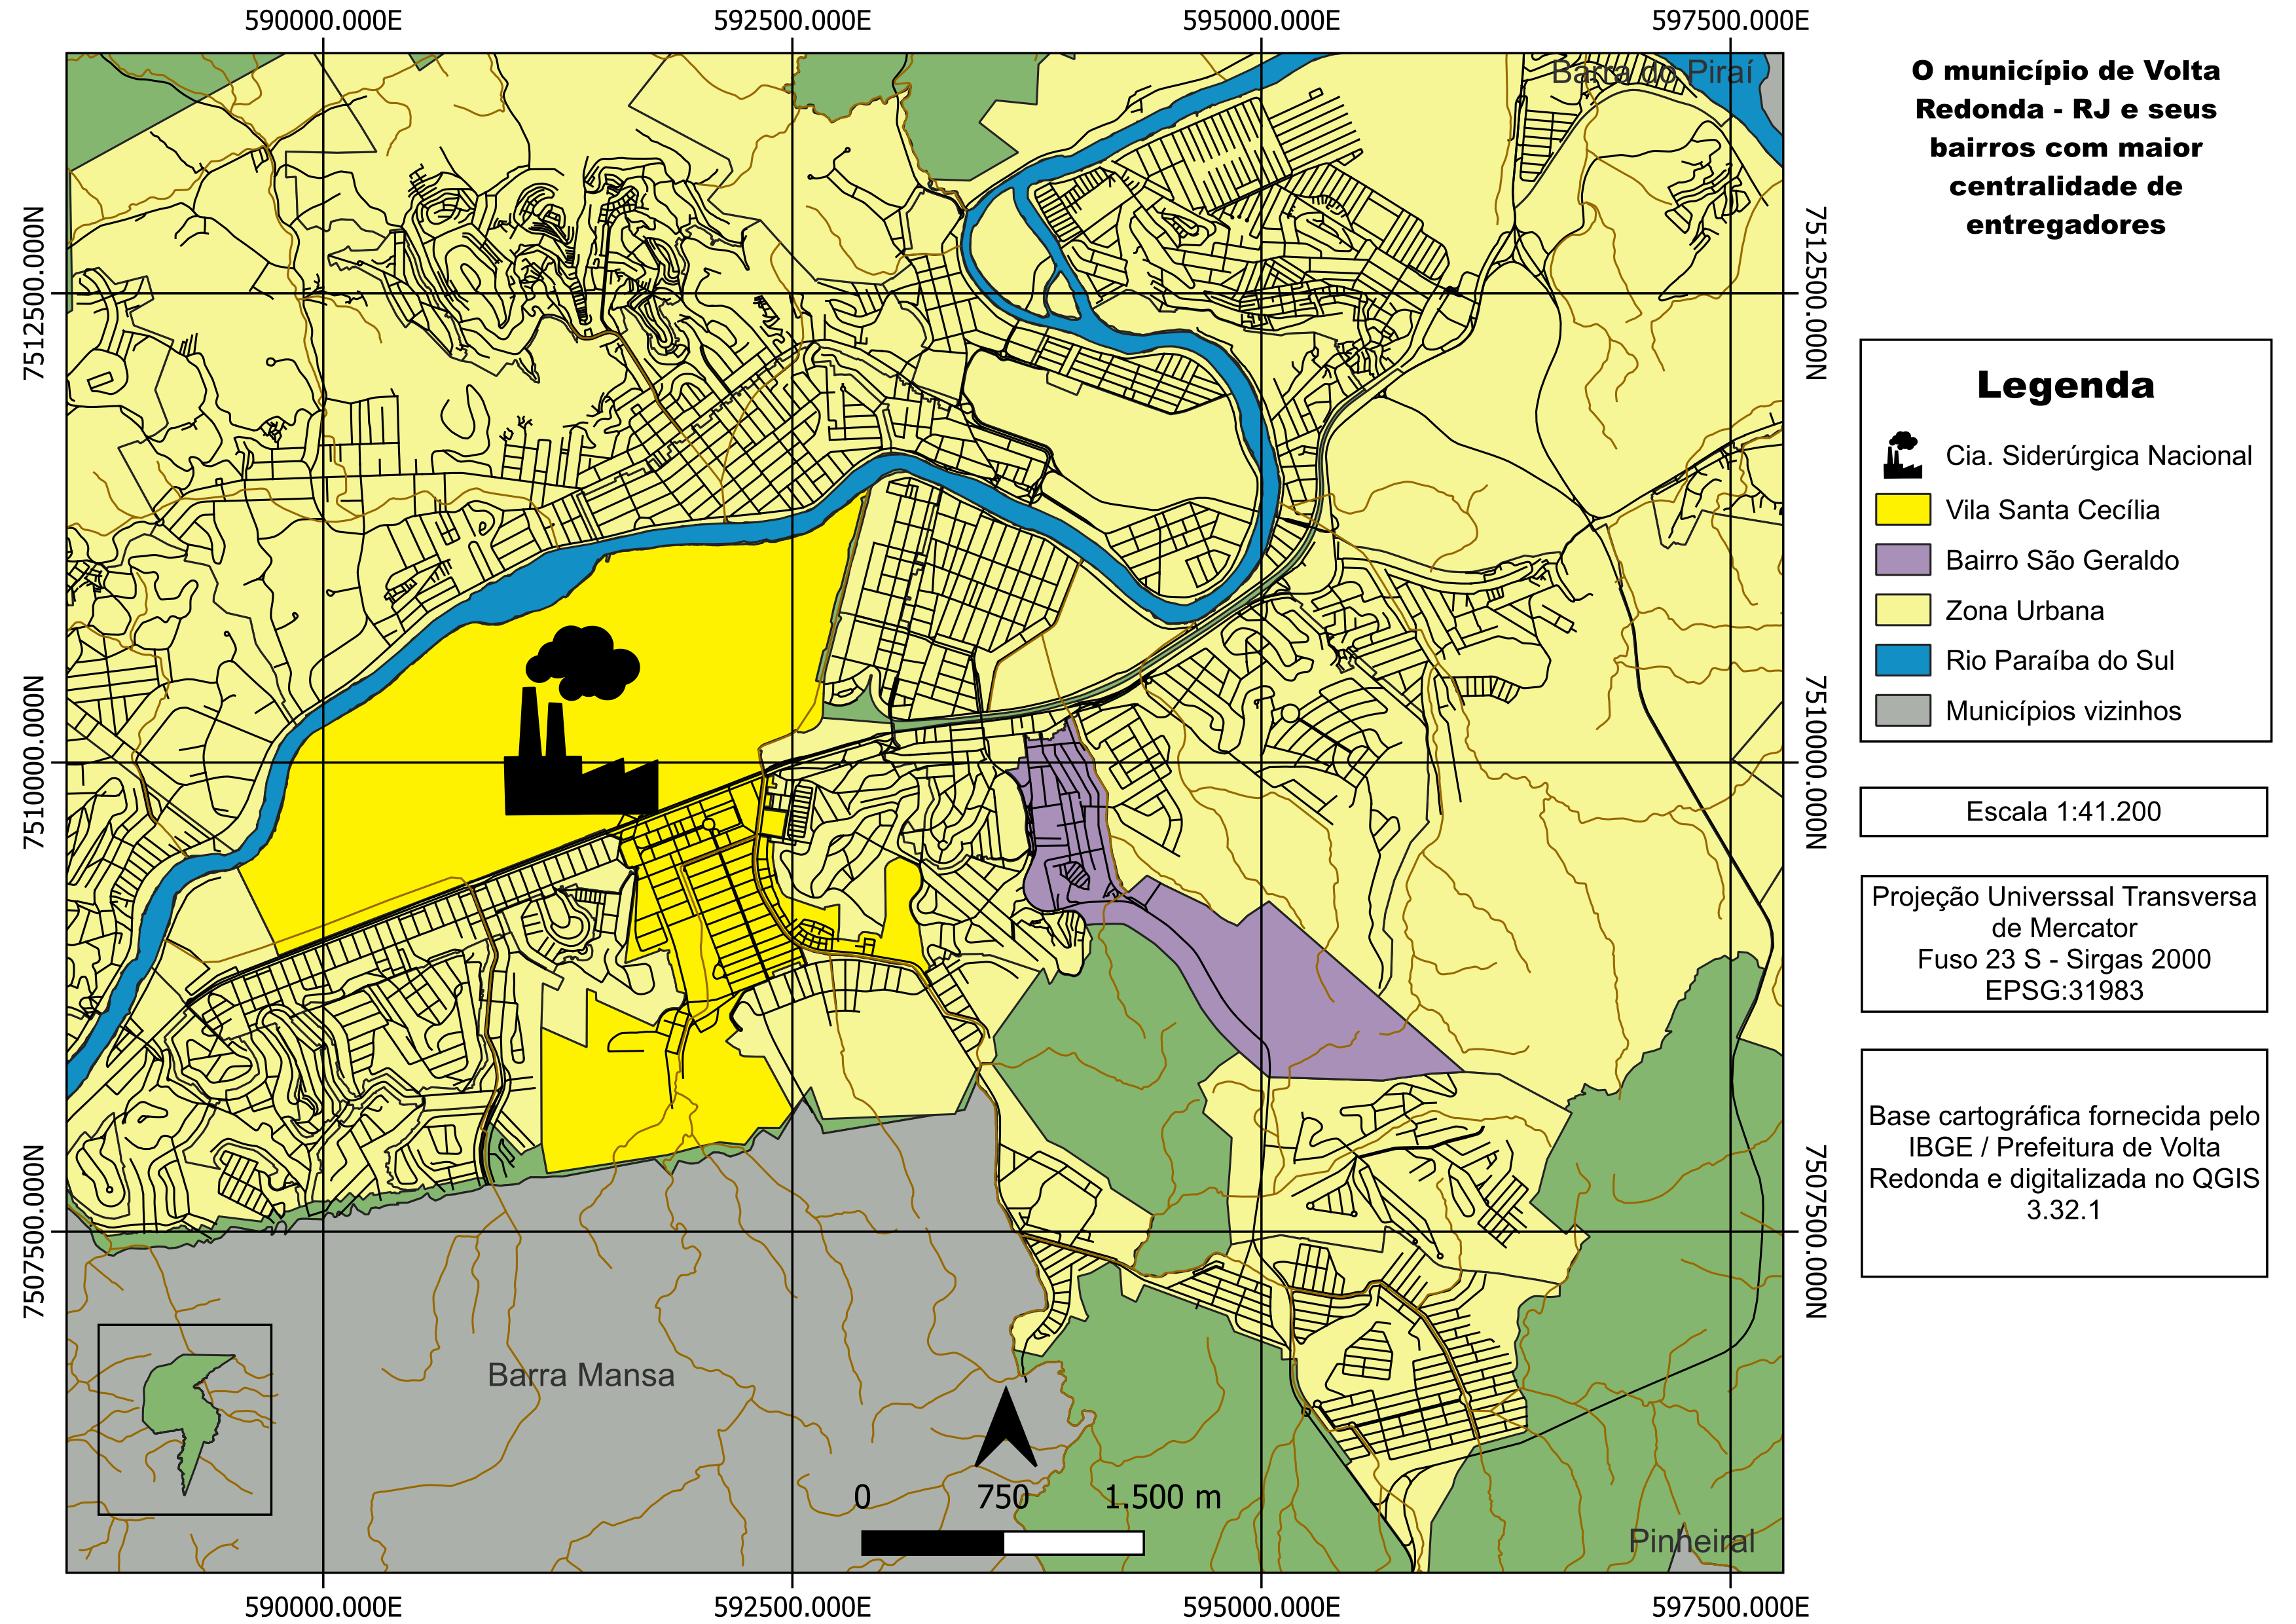 590000.000E
592500.000E
595000.000E
597500.000E
7512500.000N
7510000.000N
7507500.000N
Barra do Piraí
Barra Mansa
Pinheiral
0 750 1.500 m
7512500.000N
7510000.000N
7507500.000N
590000.000E
592500.000E
595000.000E
597500.000E
O município de Volta
Redonda - RJ e seus
bairros com maior
centralidade de
entregadores
Legenda
Cia. Siderúrgica Nacional
Vila Santa Cecília
Bairro São Geraldo
Zona Urbana
Rio Paraíba do Sul
Municípios vizinhos
Escala 1:41.200
Projeção Universsal Transversa
de Mercator
Fuso 23 S - Sirgas 2000
EPSG:31983
Base cartográfica fornecida pelo
IBGE / Prefeitura de Volta
Redonda e digitalizada no QGIS
3.32.1